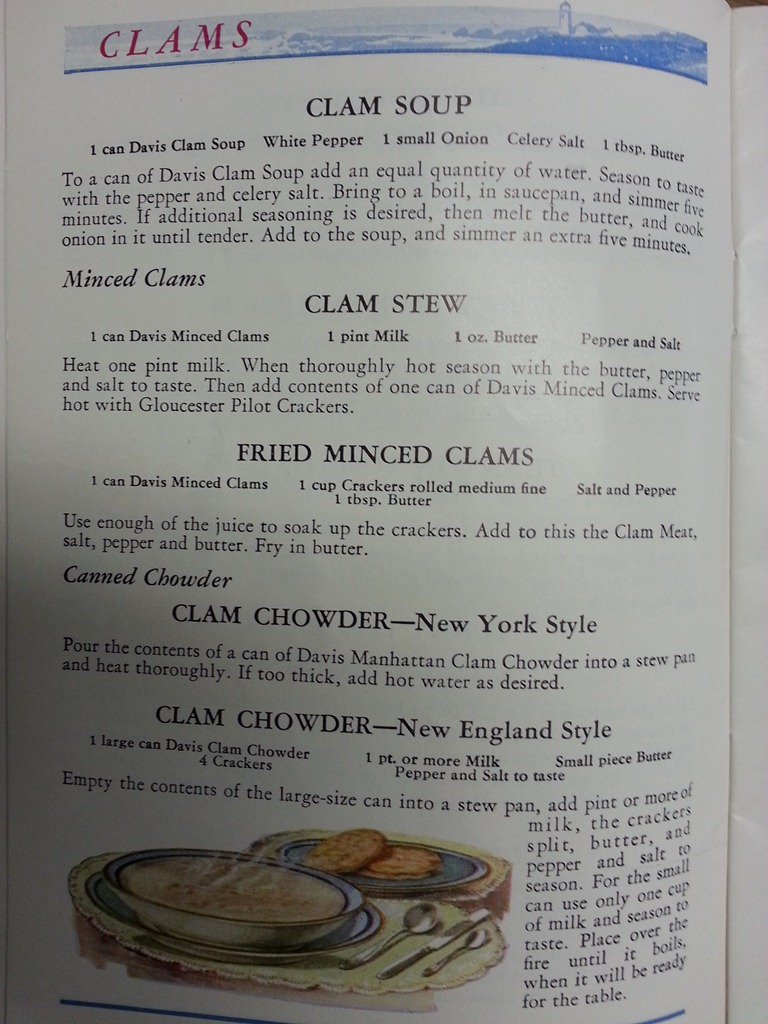 CLAMS
CLAM SOUP
1 can Davis Clam Soup White Pepper 1 small Onion Celery Salt 1 tbsp. Butter
To a can of Davis Clam Soup add an equal quantity of water. Season to taste
with the pepper and celery salt. Bring to a boil, in saucepan, and simmer five
minutes. If additional seasoning is desired, then melt the butter, and cook
onion in it until tender. Add to the soup, and simmer an extra five minutes.
Minced Clams
CLAM STEW
1 can Davis Minced Clams 1 pint Milk 1 oz. Butter Pepper and Salt
Heat one pint milk. When thoroughly hot season with the butter, pepper
and salt to taste. Then add contents of one can of Davis Minced Clams. Serve
hot with Gloucester Pilot Crackers.
FRIED MINCED CLAMS
1 can Davis Minced Clams 1 cup Crackers rolled medium fine Salt and Pepper
1 tbsp. Butter
Use enough of the juice to soak up the crackers. Add to this the Clam Meat,
salt, pepper and butter. Fry in butter.
Canned Chowder
CLAM CHOWDER—New York Style
Pour the contents of a can of Davis Manhattan Clam Chowder into a stew pan
and heat thoroughly. If too thick, add hot water as desired.
CLAM CHOWDER—New England Style
1 large can Davis Clam Chowder 1 pt. or more Milk Small piece Butter
4 Crackers Pepper and Salt to taste
Empty the contents of the large-size can into a stew pan, add pint or more of
milk, the crackers
split, butter, and
pepper and salt to
season. For the small
can use only one cup
of milk and season to
taste. Place over the
fire until it boils,
when it will be ready
for the table.